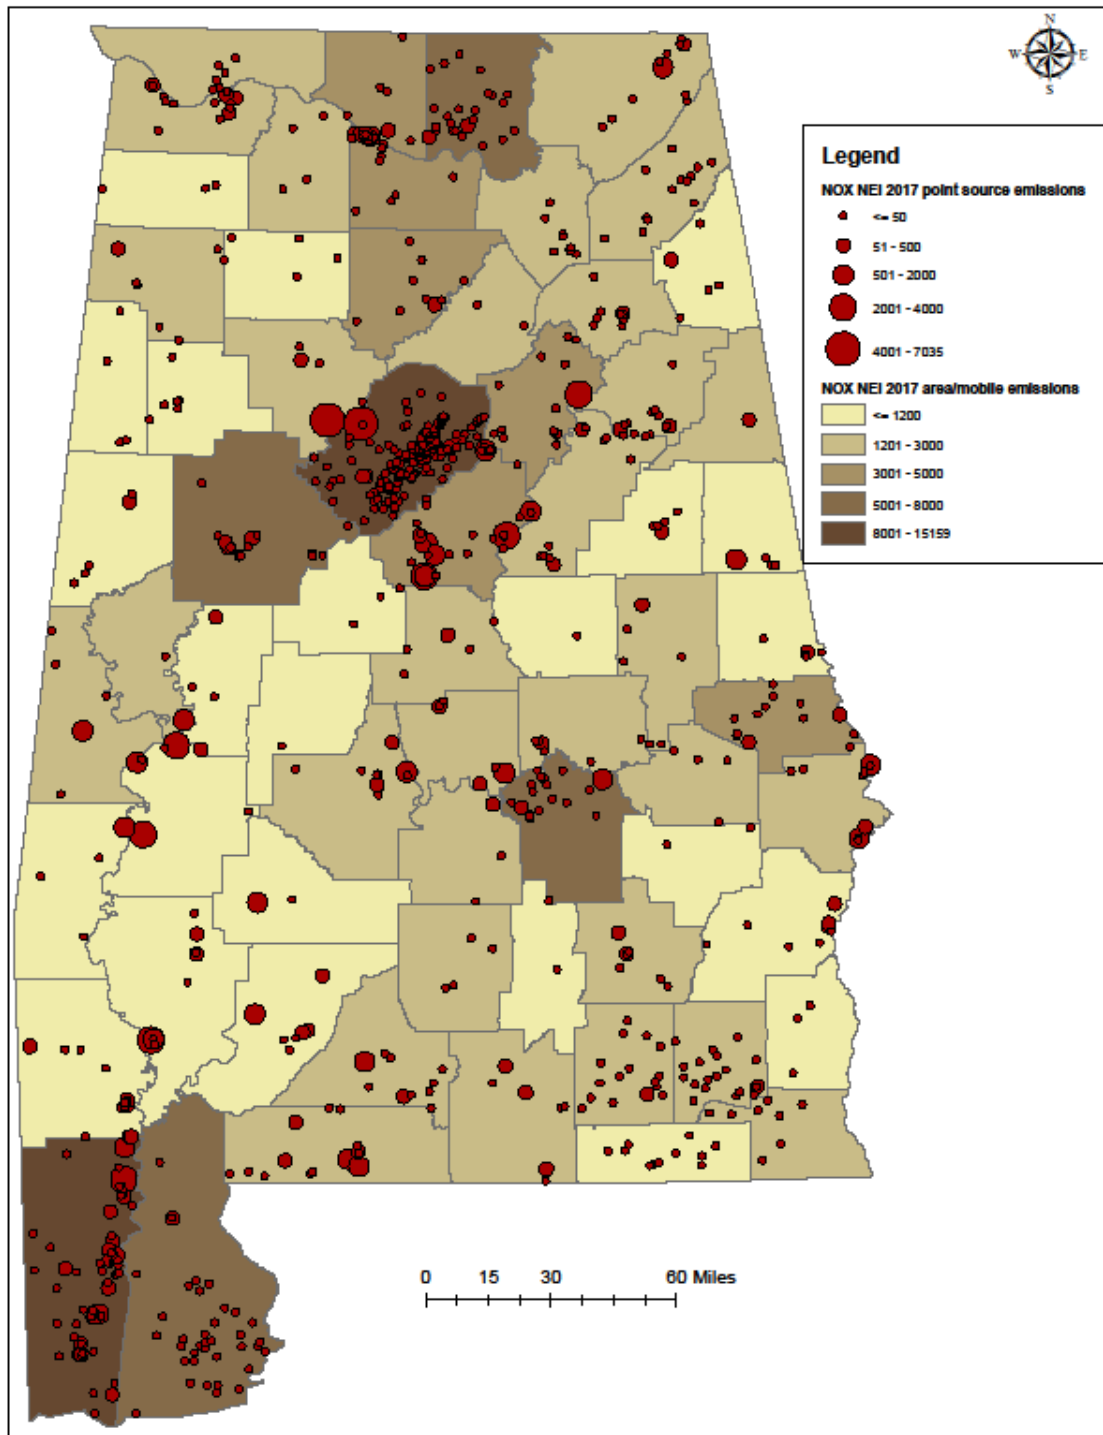 N
W E
S
Legend
NOX NEI 2017 point source emissions
<= 50
51 - 500
501 - 2000
2001 - 4000
4001 - 7035
NOX NEI 2017 area/mobile emissions
<= 1200
1201 - 3000
3001 - 5000
5001 - 8000
8001 - 15159
0 15 30 60 Miles